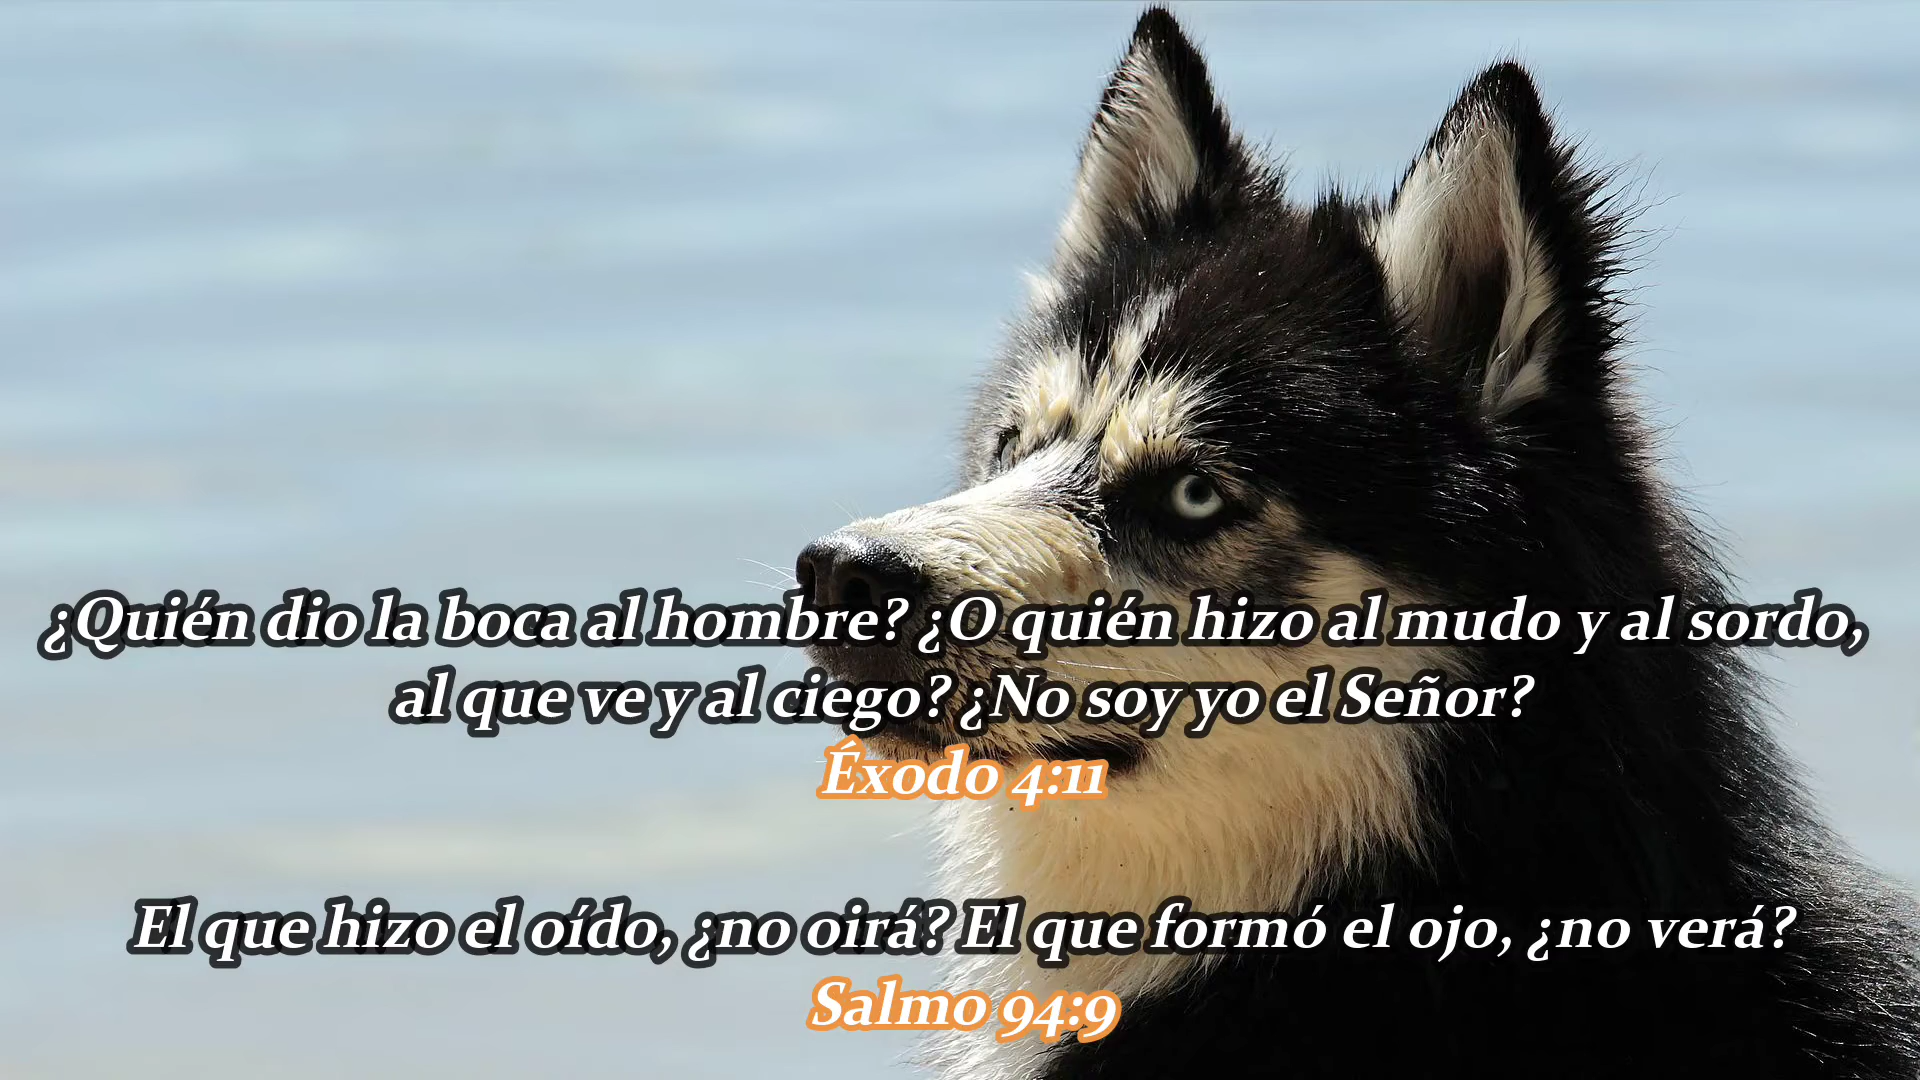 ¿Quién dio la boca al hombre? ¿O quién hizo al mudo y al sordo,
al que ve y al ciego? ¿No soy yo el Señor?
Éxodo 4:11
El que hizo el oído, ¿no oirá? El que formó el ojo, ¿no verá?
Salmo 94:9